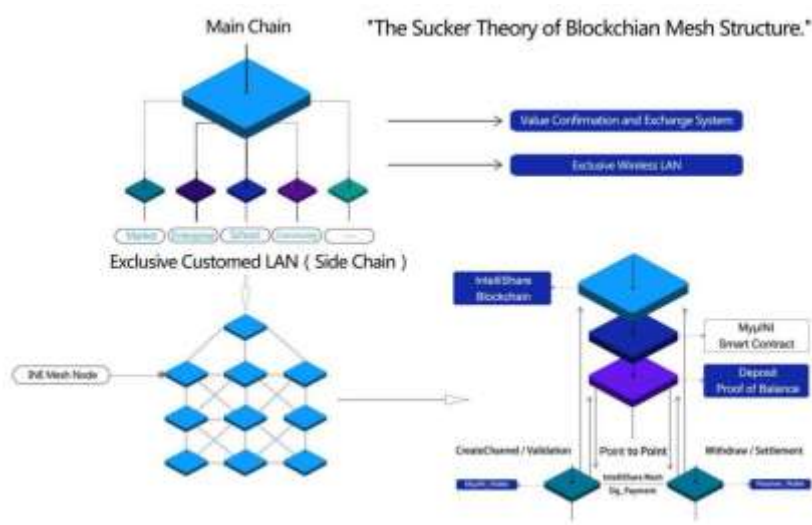 Main Chain
"The Sucker Theory of Blockchian Mesh Structure."
Value Confirmation and Exchange System
Exclusive Wireless LAN
Market
Enterprise
School
Community
Exclusive Customed LAN ( Side Chain )
INE Mesh Node
IntelliShare
Blockchain
Smart Contract
Deposit
Proof of Balance
CreateChannel / Validation
Point to Point
Withdraw / Settlement
IntelliShare Mesh
Sig_Payment